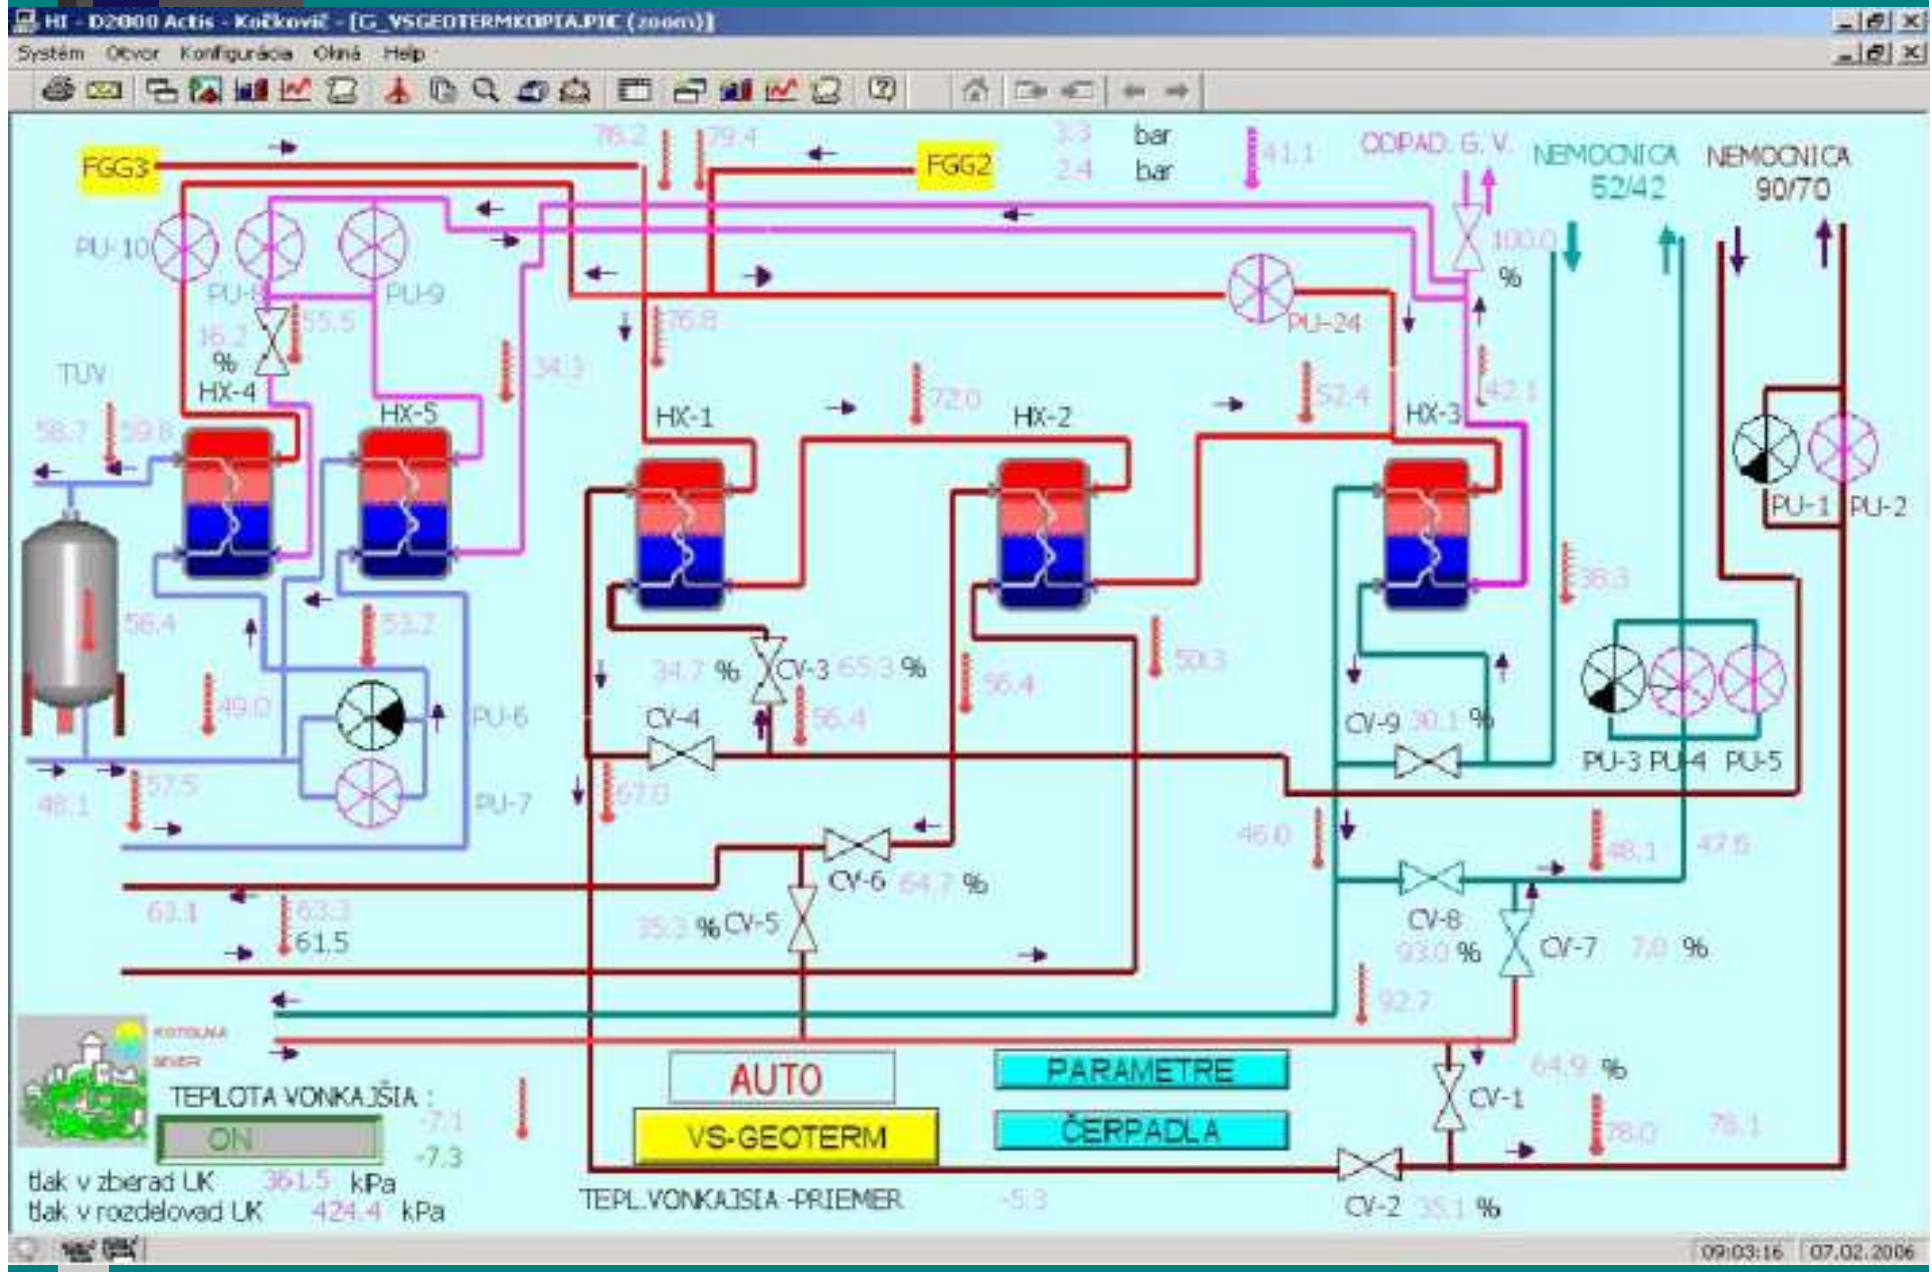 HI - D2000 Actis - Kočkovič - [G_VSGEOTERMKOPIA.PIC (zoom)]
Systém Otvor Konfigurácia Okná Help
FGG3
78.2
79.4
FGG2
3.3 bar
2.4 bar
41.1
ODPAD. G. V.
NEMOCNICA
52/42
NEMOCNICA
90/70
PU-10
PU-8
PU-9
100.0
%
PU-24
16.2
%
55.5
34.3
76.8
TUV
HX-4
HX-5
58.7
59.8
HX-1
72.0
HX-2
52.4
HX-3
42.1
PU-1
PU-2
58.4
53.2
38.3
49.0
PU-6
PU-7
34.7 %
CV-3 65.3 %
56.4
CV-4
56.4
50.3
CV-9 30.1 %
PU-3 PU-4 PU-5
57.5
48.1
67.0
46.0
48.1
47.6
CV-6 64.7 %
35.3 % CV-5
CV-8
93.0 %
CV-7 7.0 %
63.1
63.3
61.5
92.7
KOTOLNA
SEVER
TEPLOTA VONKAJŠIA :
-7.1
ON
-7.3
AUTO
VS-GEOTERM
PARAMETRE
ČERPADLA
64.9 %
CV-1
78.0
78.1
tlak v zberad UK 361.5 kPa
tlak v rozdelovad UK 424.4 kPa
TEPL.VONKAJSIA -PRIEMER -5.3
CV-2 35.1 %
09:03:16 07.02.2006